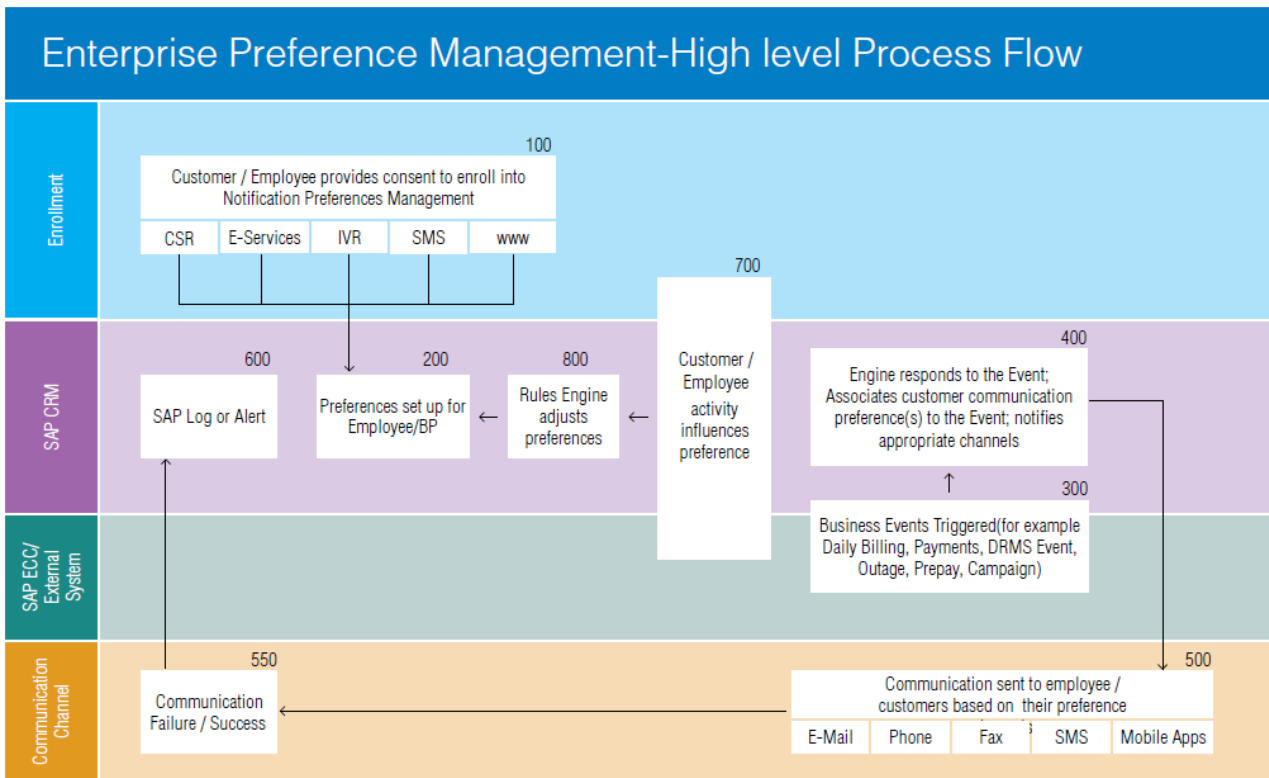 Enterprise Preference Management-High level Process Flow
Enrollment
100
Customer / Employee provides consent to enroll into
Notification Preferences Management
CSR
E-Services
IVR
SMS
www
700
Customer /
Employee
activity
influences
preference
SAP CRM
600
SAP Log or Alert
200
Preferences set up for
Employee/BP
800
Rules Engine
adjusts
preferences
400
Engine responds to the Event;
Associates customer communication
preference(s) to the Event; notifies
appropriate channels
SAP ECC/
External
System
300
Business Events Triggered(for example
Daily Billing, Payments, DRMS Event,
Outage, Prepay, Campaign)
Communication
Channel
550
Communication
Failure / Success
500
Communication sent to employee /
customers based on their preference
E-Mail
Phone
Fax
SMS
Mobile Apps